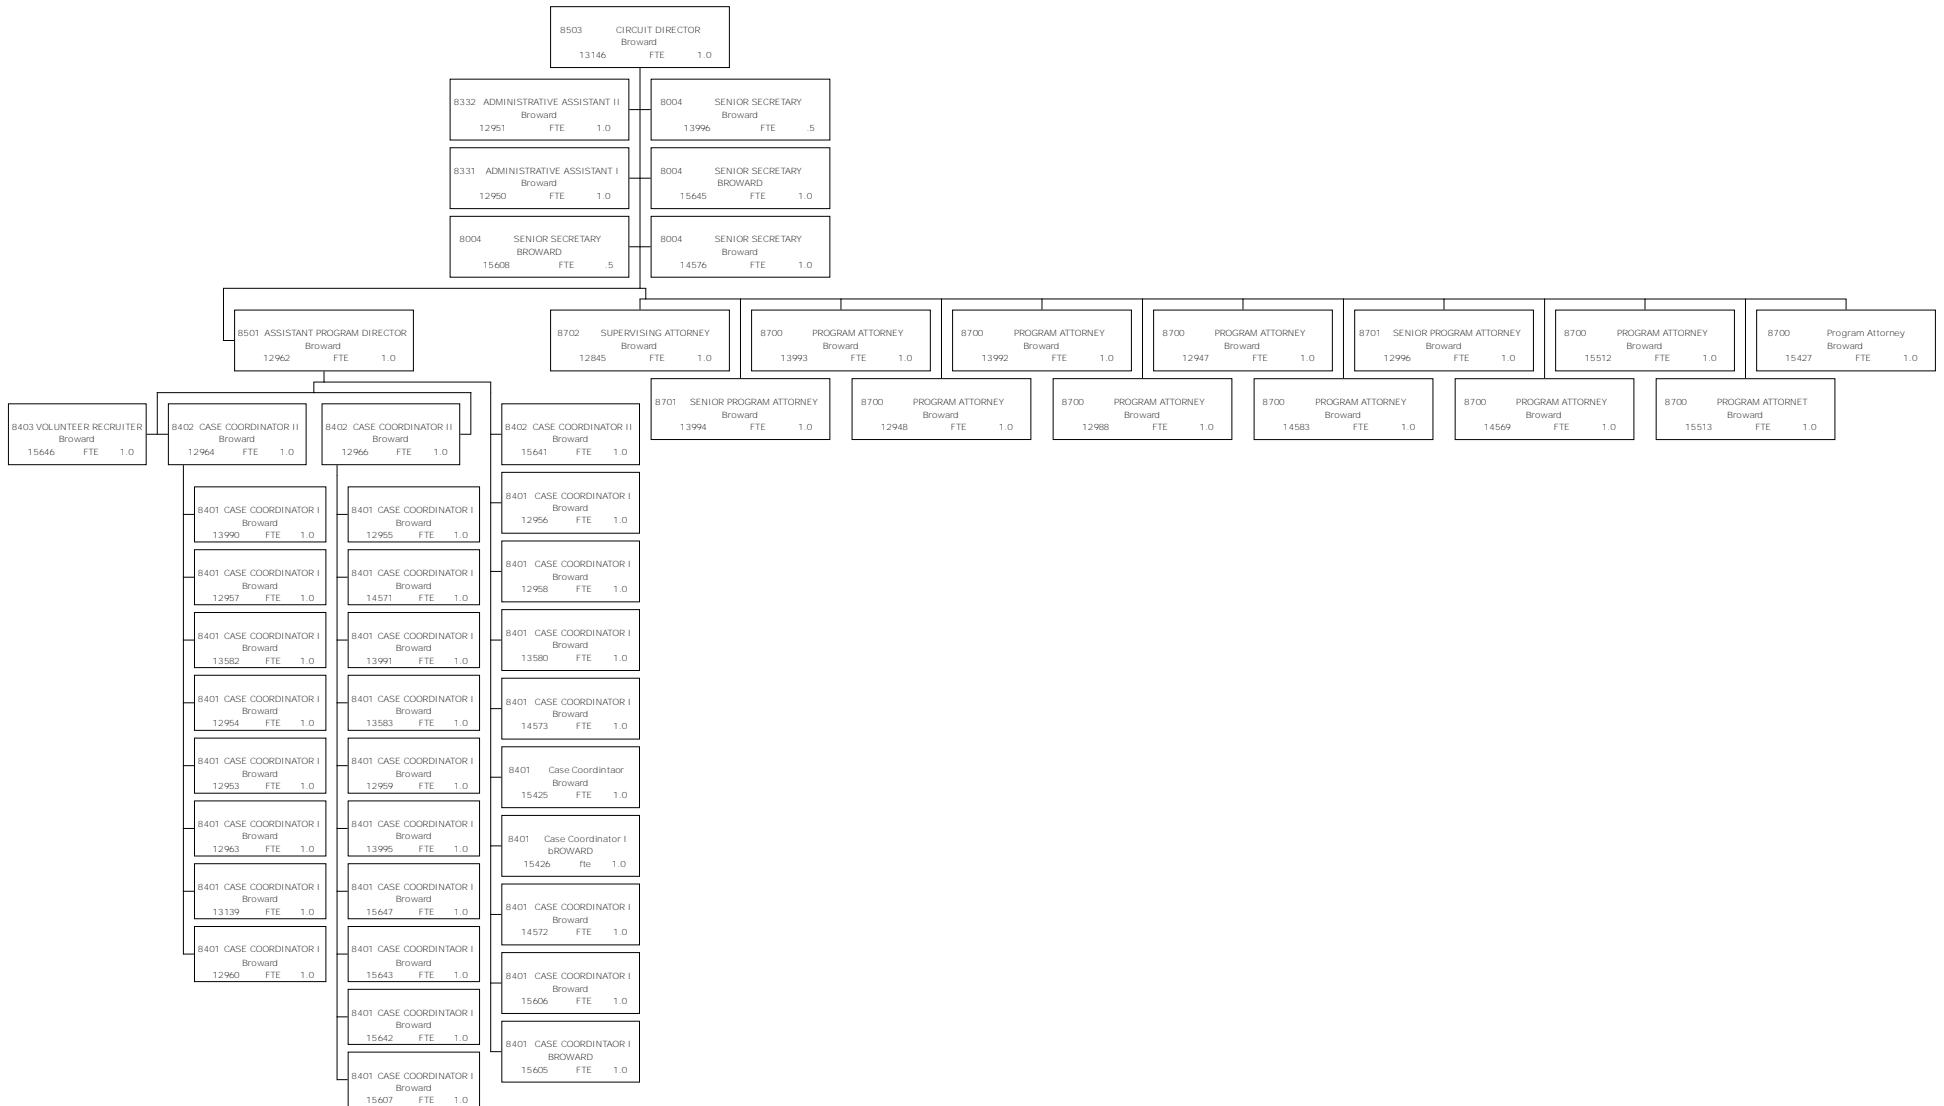 8503 CIRCUIT DIRECTOR
Broward
13146 FTE 1.0
8332 ADMINISTRATIVE ASSISTANT II
Broward
12951 FTE 1.0
8004 SENIOR SECRETARY
Broward
13996 FTE .5
8331 ADMINISTRATIVE ASSISTANT I
Broward
12950 FTE 1.0
8004 SENIOR SECRETARY
BROWARD
15645 FTE 1.0
8004 SENIOR SECRETARY
BROWARD
15608 FTE .5
8004 SENIOR SECRETARY
Broward
14576 FTE 1.0
8501 ASSISTANT PROGRAM DIRECTOR
Broward
12962 FTE 1.0
8702 SUPERVISING ATTORNEY
Broward
12845 FTE 1.0
8700 PROGRAM ATTORNEY
Broward
13993 FTE 1.0
8700 PROGRAM ATTORNEY
Broward
13992 FTE 1.0
8700 PROGRAM ATTORNEY
Broward
12947 FTE 1.0
8701 SENIOR PROGRAM ATTORNEY
Broward
12996 FTE 1.0
8700 PROGRAM ATTORNEY
Broward
15512 FTE 1.0
8700 Program Attorney
Broward
15427 FTE 1.0
8701 SENIOR PROGRAM ATTORNEY
Broward
13994 FTE 1.0
8700 PROGRAM ATTORNEY
Broward
12948 FTE 1.0
8700 PROGRAM ATTORNEY
Broward
12988 FTE 1.0
8700 PROGRAM ATTORNEY
Broward
14583 FTE 1.0
8700 PROGRAM ATTORNEY
Broward
14569 FTE 1.0
8700 PROGRAM ATTORNET
Broward
15513 FTE 1.0
8403 VOLUNTEER RECRUITER
Broward
15646 FTE 1.0
8402 CASE COORDINATOR II
Broward
12964 FTE 1.0
8402 CASE COORDINATOR II
Broward
12966 FTE 1.0
8402 CASE COORDINATOR II
Broward
15641 FTE 1.0
8401 CASE COORDINATOR I
Broward
13990 FTE 1.0
8401 CASE COORDINATOR I
Broward
12957 FTE 1.0
8401 CASE COORDINATOR I
Broward
13582 FTE 1.0
8401 CASE COORDINATOR I
Broward
12954 FTE 1.0
8401 CASE COORDINATOR I
Broward
12953 FTE 1.0
8401 CASE COORDINATOR I
Broward
12963 FTE 1.0
8401 CASE COORDINATOR I
Broward
13139 FTE 1.0
8401 CASE COORDINATOR I
Broward
12960 FTE 1.0
8401 CASE COORDINATOR I
Broward
12955 FTE 1.0
8401 CASE COORDINATOR I
Broward
14571 FTE 1.0
8401 CASE COORDINATOR I
Broward
13991 FTE 1.0
8401 CASE COORDINATOR I
Broward
13583 FTE 1.0
8401 CASE COORDINATOR I
Broward
12959 FTE 1.0
8401 CASE COORDINATOR I
Broward
13995 FTE 1.0
8401 CASE COORDINATOR I
Broward
15647 FTE 1.0
8401 CASE COORDINTAOR I
Broward
15643 FTE 1.0
8401 CASE COORDINTAOR I
Broward
15642 FTE 1.0
8401 CASE COORDINATOR I
Broward
15607 FTE 1.0
8401 CASE COORDINATOR I
Broward
12956 FTE 1.0
8401 CASE COORDINATOR I
Broward
12958 FTE 1.0
8401 CASE COORDINATOR I
Broward
13580 FTE 1.0
8401 CASE COORDINATOR I
Broward
14573 FTE 1.0
8401 Case Coordintaor
Broward
15425 FTE 1.0
8401 Case Coordinator I
bROWARD
15426 fte 1.0
8401 CASE COORDINATOR I
Broward
14572 FTE 1.0
8401 CASE COORDINATOR I
Broward
15606 FTE 1.0
8401 CASE COORDINTAOR I
BROWARD
15605 FTE 1.0